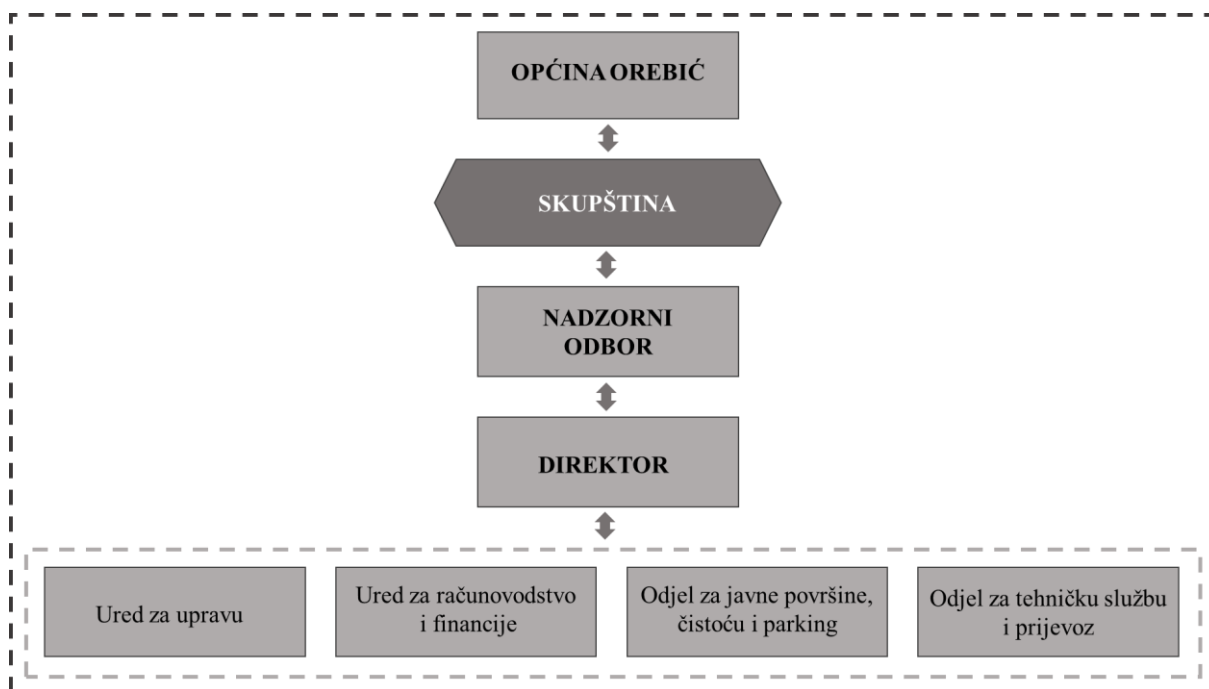 OPĆINA OREBIĆ
SKUPŠTINA
NADZORNI
ODBOR
DIREKTOR
Ured za upravu
Ured za računovodstvo
i financije
Odjel za javne površine,
čistoću i parking
Odjel za tehničku službu
i prijevoz